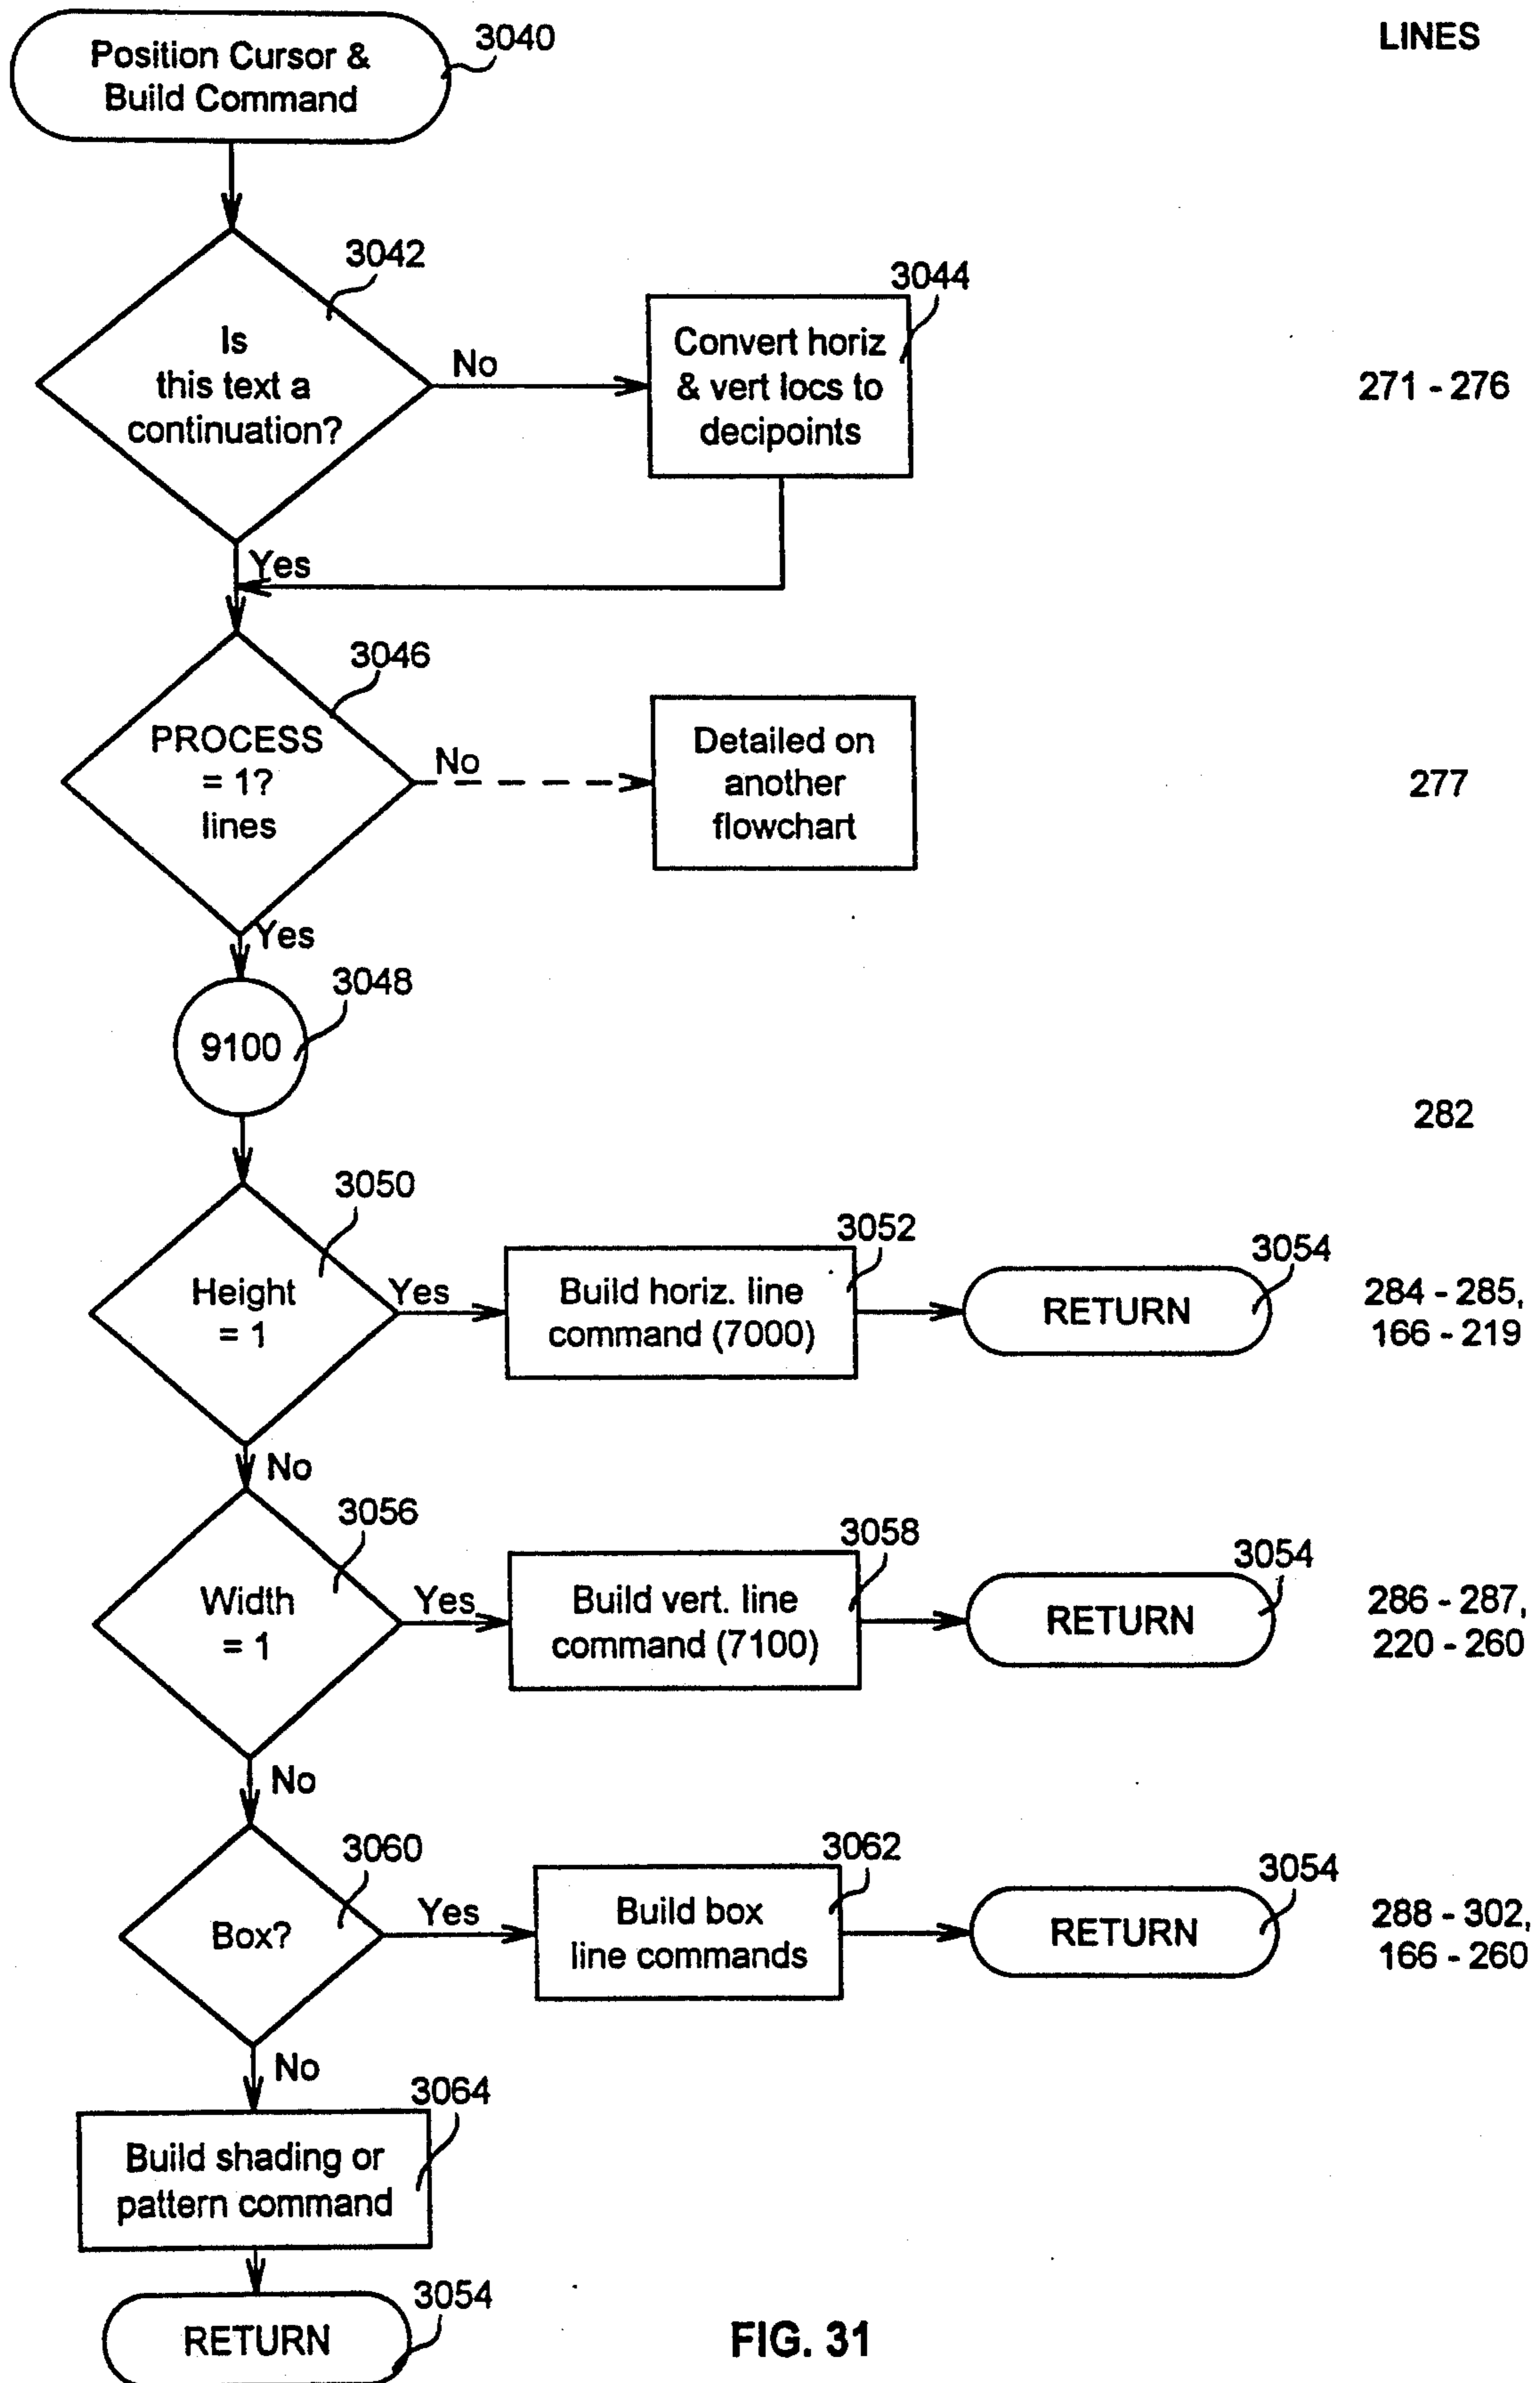 Position Cursor &
Build Command
3040
LINES
3042
Is
this text a
continuation?
No
3044
Convert horiz
& vert locs to
decipoints
271 - 276
Yes
3046
PROCESS
= 1?
lines
No
Detailed on
another
flowchart
277
Yes
3048
9100
282
3050
Height
= 1
Yes
3052
Build horiz. line
command (7000)
3054
RETURN
284 - 285,
166 - 219
No
3056
Width
= 1
Yes
3058
Build vert. line
command (7100)
3054
RETURN
286 - 287,
220 - 260
No
3060
Box?
Yes
3062
Build box
line commands
3054
RETURN
288 - 302,
166 - 260
No
3064
Build shading or
pattern command
3054
RETURN
FIG. 31